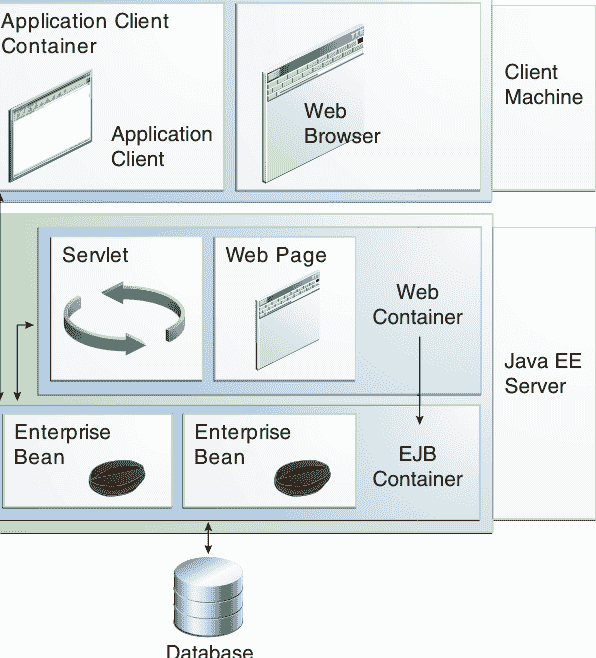 Application Client
Container
Application
Client
Web
Browser
Client
Machine
Servlet
Web Page
Web
Container
Java EE
Server
Enterprise
Bean
Enterprise
Bean
EJB
Container
Database